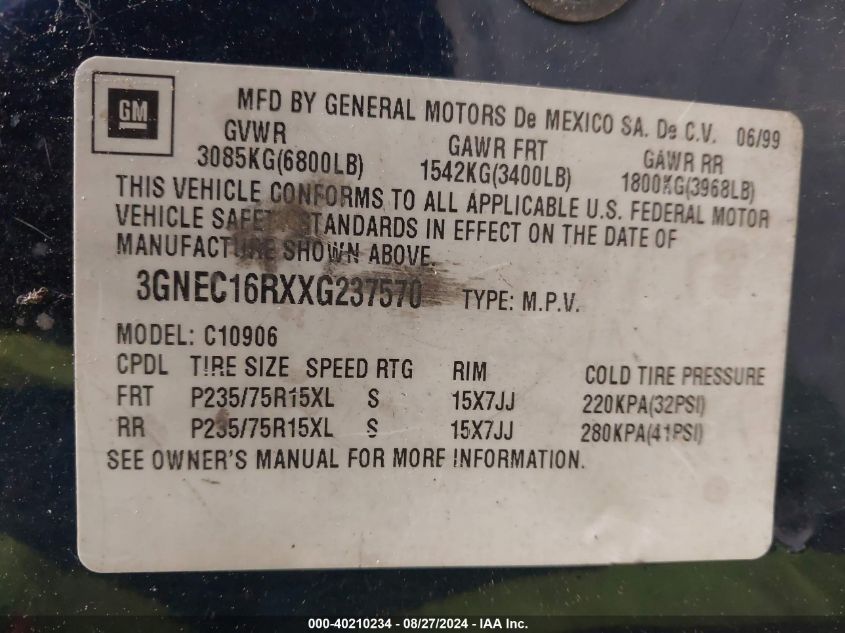 GM
MFD BY GENERAL MOTORS De MEXICO SA. De C.V. 06/99
GVWR GAWR FRT GAWR RR
3085KG(6800LB) 1542KG(3400LB) 1800KG(3968LB)
THIS VEHICLE CONFORMS TO ALL APPLICABLE U.S. FEDERAL MOTOR
VEHICLE SAFETY STANDARDS IN EFFECT ON THE DATE OF
MANUFACTURE SHOWN ABOVE.
3GNEC16RXXG237570 TYPE: M.P.V.
MODEL: C10906
CPDL TIRE SIZE SPEED RTG RIM COLD TIRE PRESSURE
FRT P235/75R15XL S 15X7JJ 220KPA(32PSI)
RR P235/75R15XL S 15X7JJ 280KPA(41PSI)
SEE OWNER'S MANUAL FOR MORE INFORMATION.
000-40210234 - 08/27/2024 - IAA Inc.